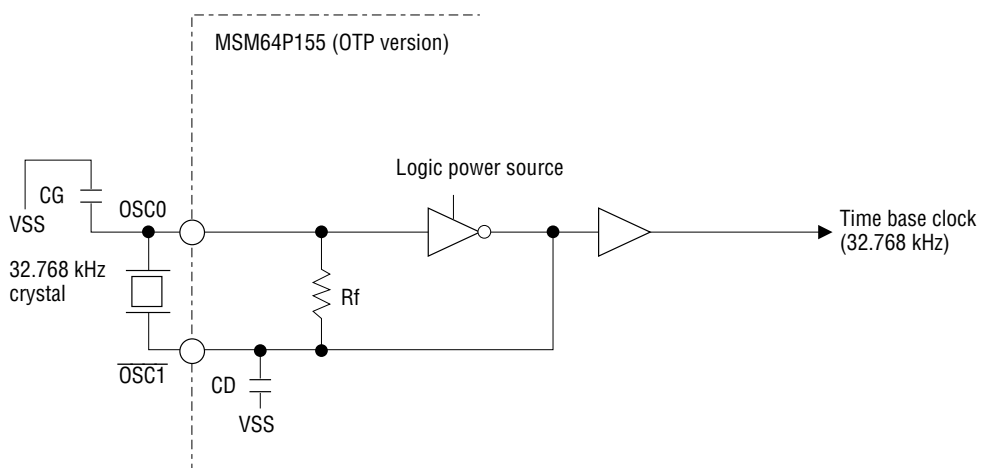 MSM64P155 (OTP version)
Logic power source
CG
VSS
OSC0
Time base clock
(32.768 kHz)
32.768 kHz
crystal
Rf
OSC1
CD
VSS